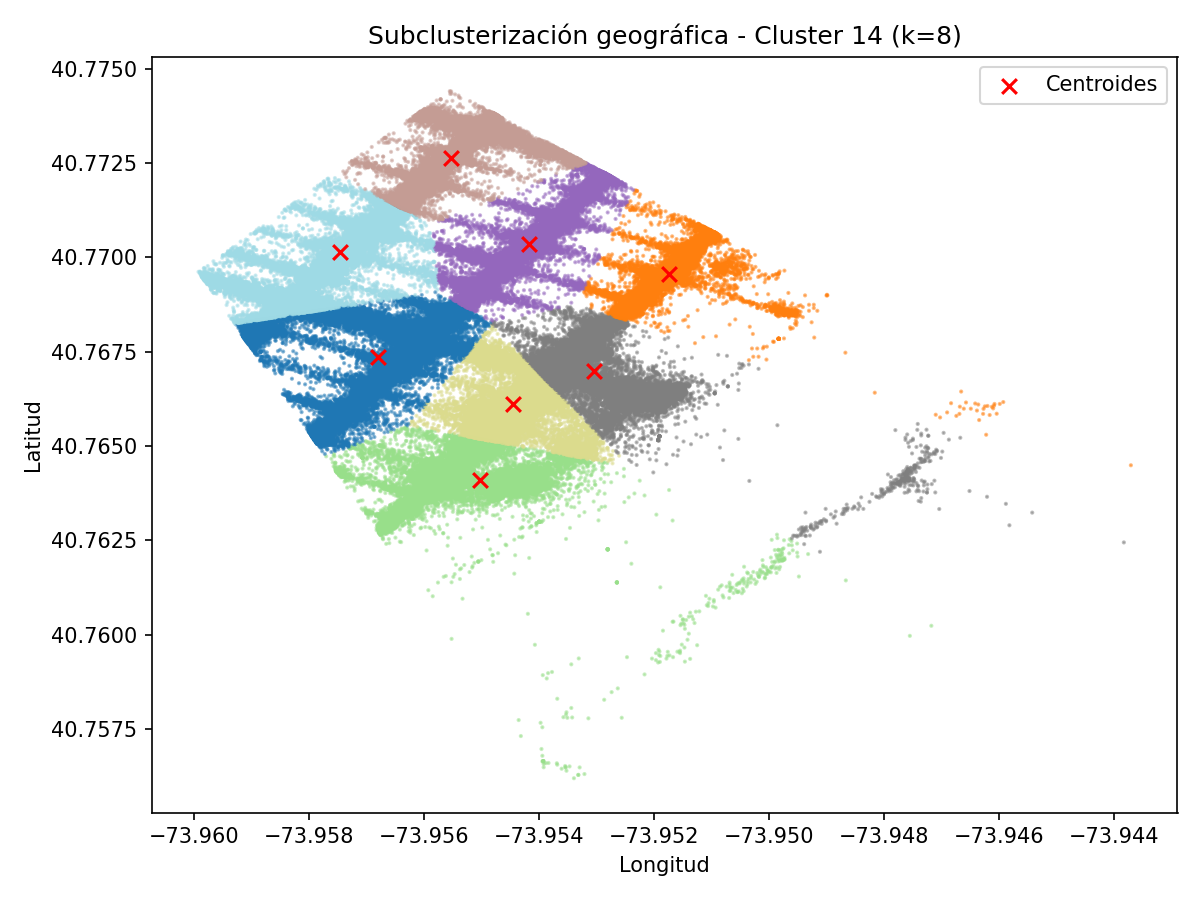 Subclusterización geográfica - Cluster 14 (k=8)
Centroides
40.7750
40.7725
40.7700
40.7675
40.7650
40.7625
40.7600
40.7575
Latitud
−73.960 −73.958 −73.956 −73.954 −73.952 −73.950 −73.948 −73.946 −73.944
Longitud